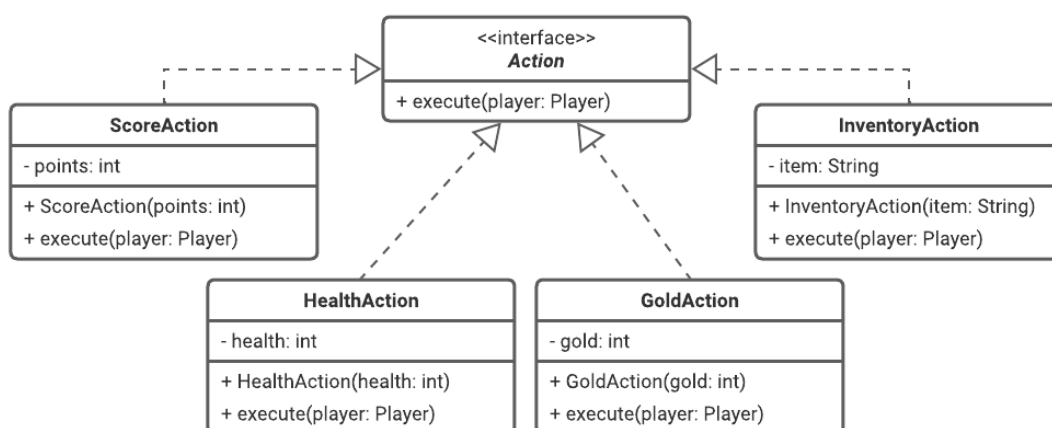 <<interface>>
Action
+ execute(player: Player)
ScoreAction
- points: int
+ ScoreAction(points: int)
+ execute(player: Player)
InventoryAction
- item: String
+ InventoryAction(item: String)
+ execute(player: Player)
HealthAction
- health: int
+ HealthAction(health: int)
+ execute(player: Player)
GoldAction
- gold: int
+ GoldAction(gold: int)
+ execute(player: Player)